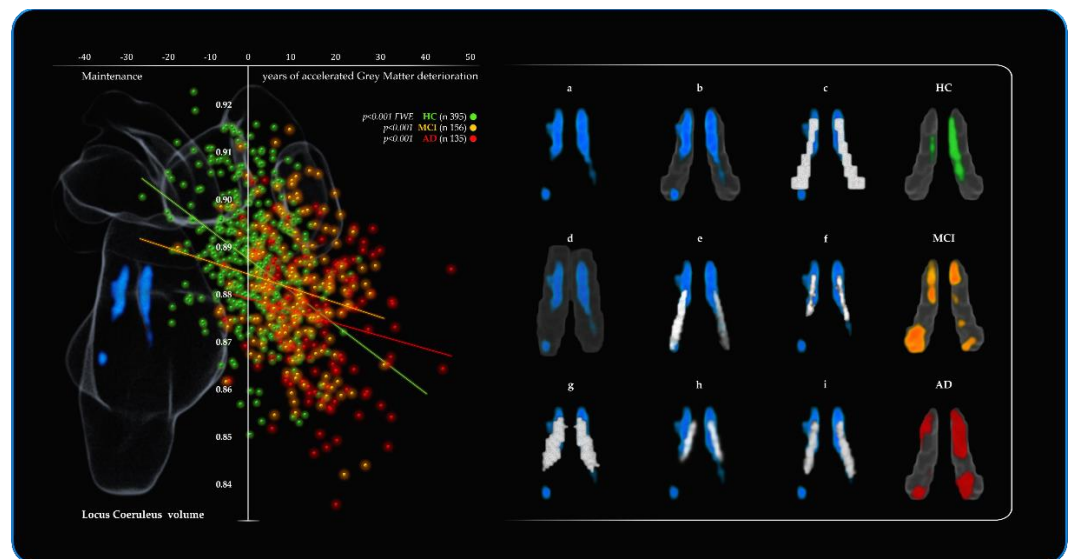 -40 -30 -20 -10 0 10 20 30 40 50
Maintenance years of accelerated Grey Matter deterioration
0.92
p<0.001 FWE HC (n 395)
p<0.001 MCI (n 156)
p<0.001 AD (n 135)
0.91
0.90
0.89
0.88
0.87
0.86
0.85
0.84
Locus Coeruleus volume
a b c HC
d e f MCI
g h i AD